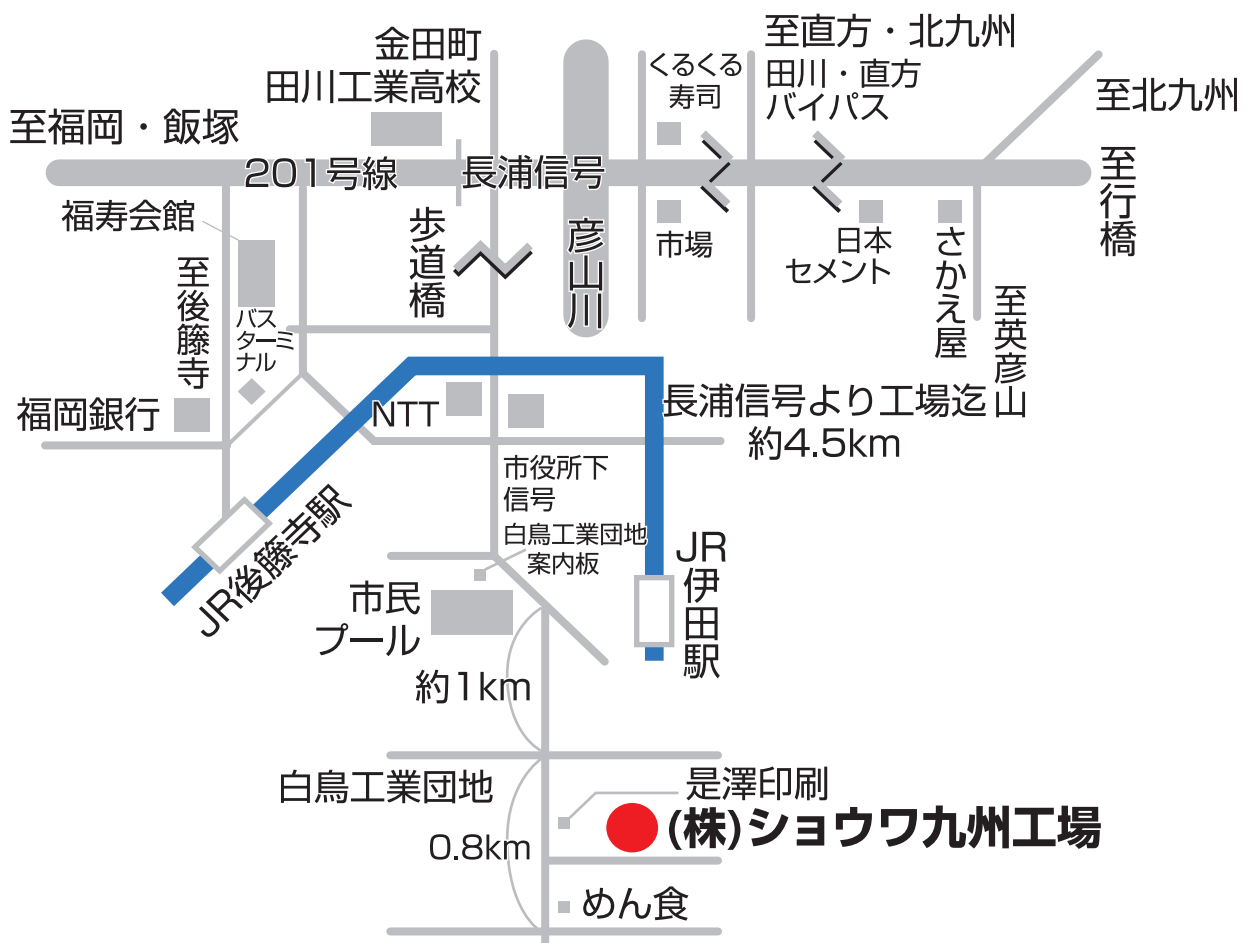 金田町
田川工業高校
至福岡・飯塚
201号線
長浦信号
くるくる
寿司
至直方・北九州
田川・直方
バイパス
至北九州
至行橋
福寿会館
至後藤寺
バス
ターミ
ナル
歩道橋
彦山川
市場
日本
セメント
さかえ屋
至英彦山
福岡銀行
NTT
長浦信号より工場迄
約4.5km
市役所下
信号
白鳥工業団地
案内板
JR後藤寺駅
JR
伊田駅
市民
プール
約1km
白鳥工業団地
是澤印刷
(株)ショウワ九州工場
0.8km
めん食